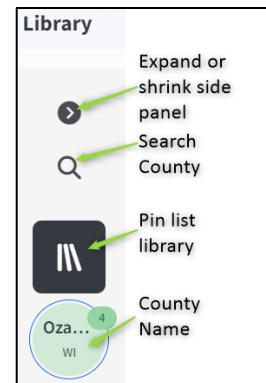 Library
Expand or
shrink side
panel
Search
County
Pin list
library
County
Name
4
Oza...
WI